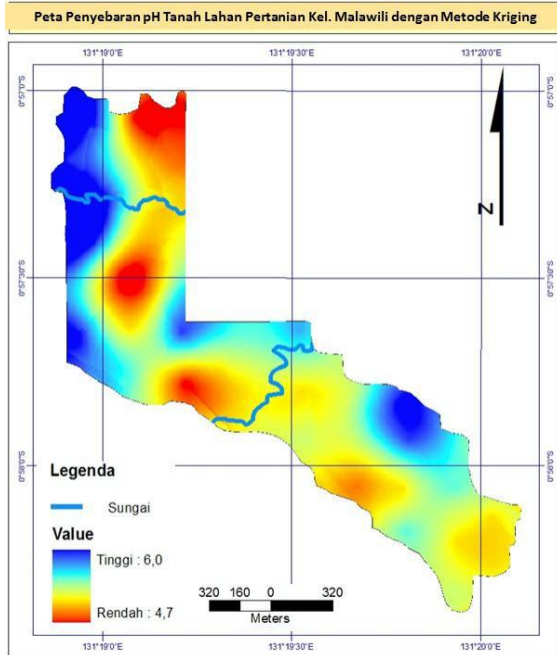 Peta Penyebaran pH Tanah Lahan Pertanian Kel. Malawili dengan Metode Kriging
131°19'0"E 131°19'30"E 131°20'0"E
0°57'0"S 0°57'0"S
N
0°57'30"S 0°57'30"S
0°58'0"S 0°58'0"S
Legenda
Sungai
Value
Tinggi : 6,0
Rendah : 4,7
320 160 0 320
Meters
131°19'0"E 131°19'30"E 131°20'0"E